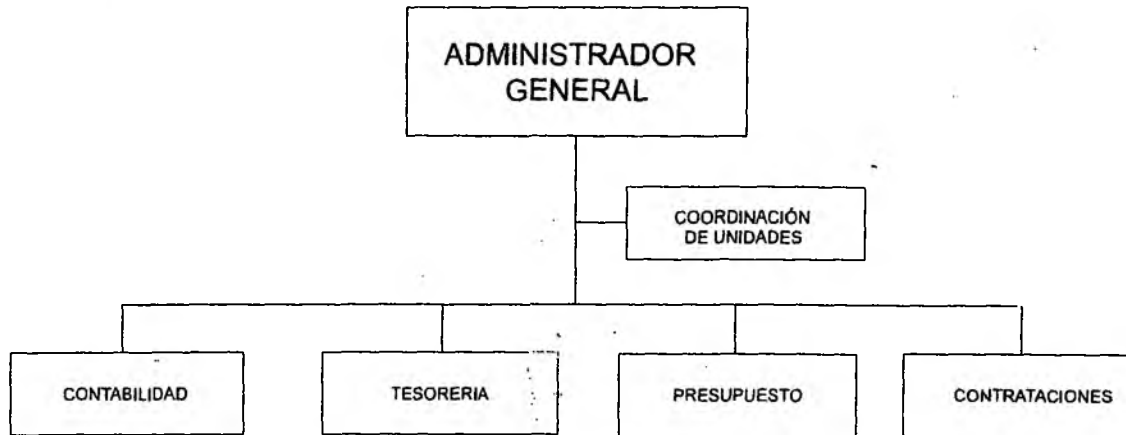 ADMINISTRADOR
GENERAL
COORDINACIÓN
DE UNIDADES
CONTABILIDAD
TESORERIA
PRESUPUESTO
CONTRATACIONES